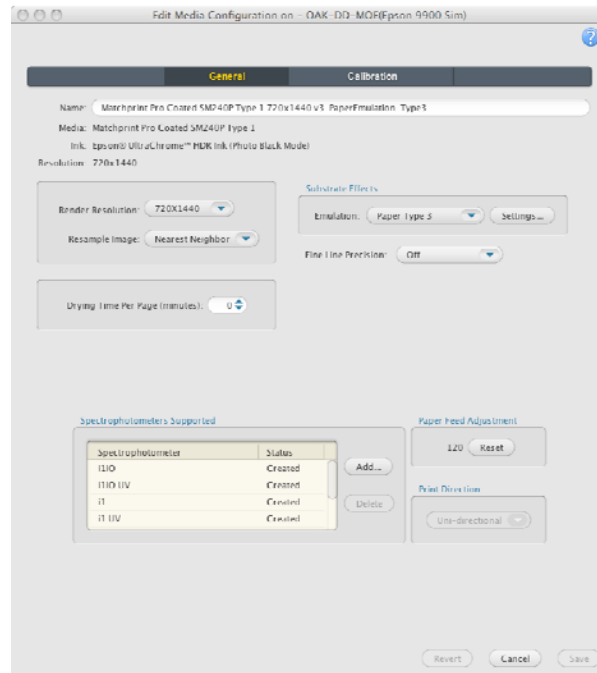 Edit Media Configuration on - OAK-DD-MOF(Epson 9900 Sim)
?
General
Calibration
Name: Matchprint Pro Coated SM240P Type 1 720x1440 v3 PaperEmulation Type3
Media: Matchprint Pro Coated SM240P Type 1
Ink: Epson® UltraChrome™ HDR Ink (Photo Black Mode)
Resolution: 720x1440
Render Resolution: 720X1440
Resample Image: Nearest Neighbor
Substrate Effects
Emulation: Paper Type 3 Settings...
Fine Line Precision: Off
Drying Time Per Page (minutes): 0
Spectrophotometers Supported
Spectrophotometer Status
i1iO Created
i1iO UV Created
i1 Created
i1 UV Created
Add...
Delete
Paper Feed Adjustment
120 Reset
Print Direction
Uni-directional
Revert Cancel Save